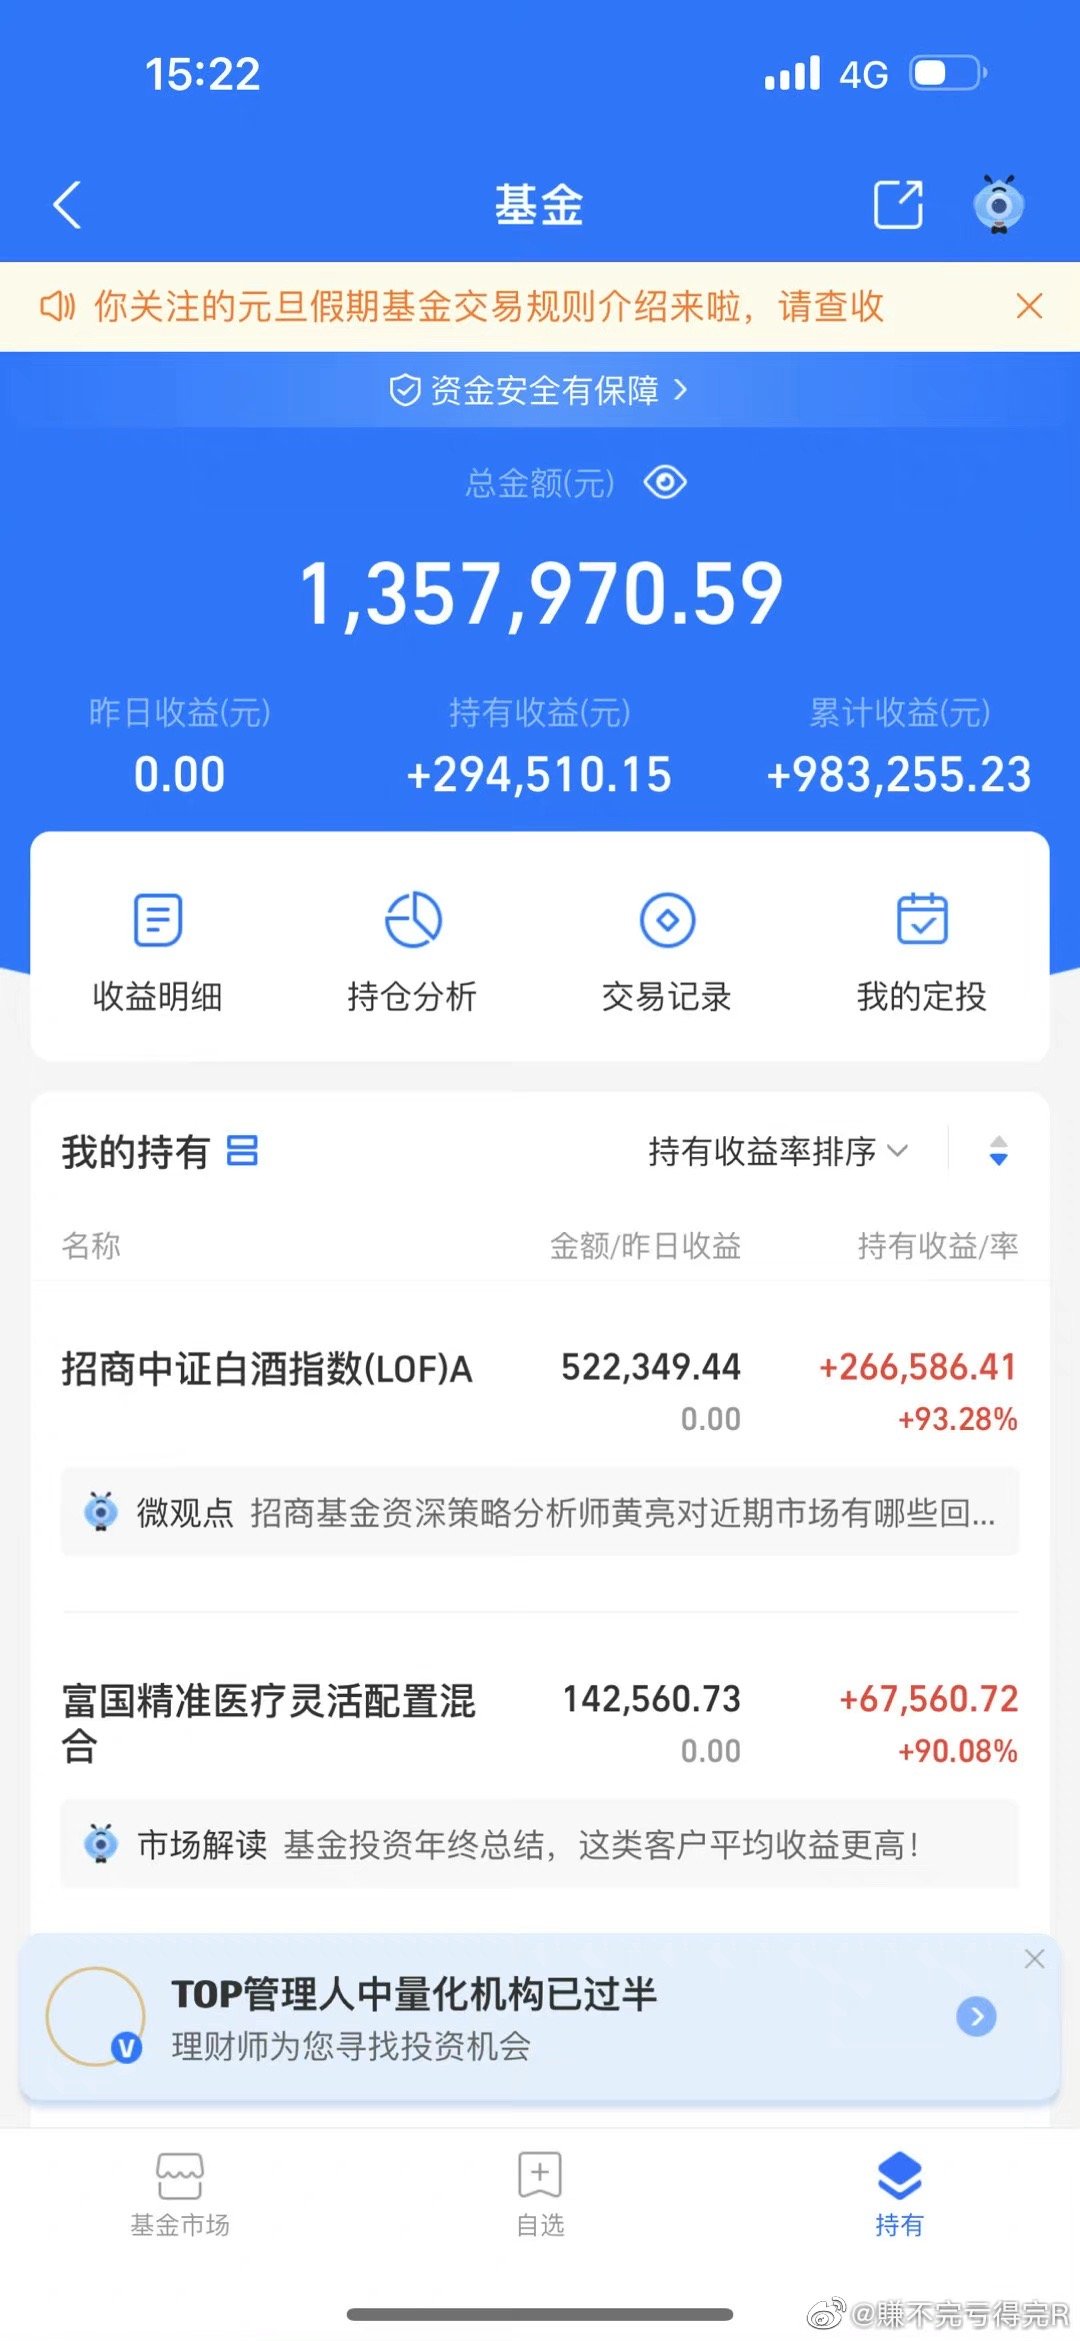 15:22
4G
基金
你关注的元旦假期基金交易规则介绍来啦，请查收
资金安全有保障
总金额(元)
1,357,970.59
昨日收益(元) 持有收益(元) 累计收益(元)
0.00 +294,510.15 +983,255.23
收益明细 持仓分析 交易记录 我的定投
我的持有 持有收益率排序
名称 金额/昨日收益 持有收益/率
招商中证白酒指数(LOF)A 522,349.44 +266,586.41
0.00 +93.28%
微观点 招商基金资深策略分析师黄亮对近期市场有哪些回...
富国精准医疗灵活配置混 142,560.73 +67,560.72
合 0.00 +90.08%
市场解读 基金投资年终总结，这类客户平均收益更高！
TOP管理人中量化机构已过半
V
理财师为您寻找投资机会
基金市场 自选 持有
@賺不完亏得完R